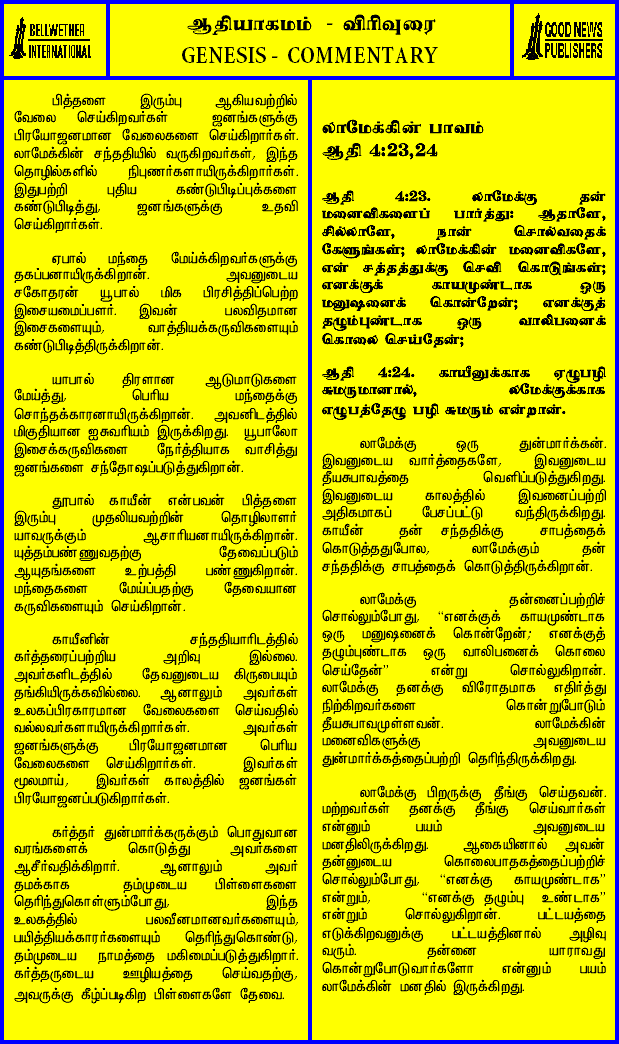 BELLWETHER
INTERNATIONAL
ஆதியாகமம் - விரிவுரை
GENESIS - COMMENTARY
GOOD NEWS
PUBLISHERS
பித்தளை இரும்பு ஆகியவற்றில்
வேலை செய்கிறவர்கள் ஜனங்களுக்கு
பிரயோஜனமான வேலைகளை செய்கிறார்கள்.
லாமேக்கின் சந்ததியில் வருகிறவர்கள், இந்த
தொழில்களில் நிபுணர்களாயிருக்கிறார்கள்.
இதுபற்றி புதிய கண்டுபிடிப்புக்களை
கண்டுபிடித்து, ஜனங்களுக்கு உதவி
செய்கிறார்கள்.
ஏபால் மந்தை மேய்க்கிறவர்களுக்கு
தகப்பனாயிருக்கிறான். அவனுடைய
சகோதரன் யூபால் மிக பிரசித்திப்பெற்ற
இசையமைப்பளர். இவன் பலவிதமான
இசைகளையும், வாத்தியக்கருவிகளையும்
கண்டுபிடித்திருக்கிறான்.
யாபால் திரளான ஆடுமாடுகளை
மேய்த்து, பெரிய மந்தைக்கு
சொந்தக்காரனாயிருக்கிறான். அவனிடத்தில்
மிகுதியான ஐசுவரியம் இருக்கிறது. யூபாலோ
இசைக்கருவிகளை நேர்த்தியாக வாசித்து
ஜனங்களை சந்தோஷப்படுத்துகிறான்.
தூபால் காயீன் என்பவன் பித்தளை
இரும்பு முதலியவற்றின் தொழிலாளர்
யாவருக்கும் ஆசாரியனாயிருக்கிறான்.
யுத்தம்பண்ணுவதற்கு தேவைப்படும்
ஆயுதங்களை உற்பத்தி பண்ணுகிறான்.
மந்தைகளை மேய்ப்பதற்கு தேவையான
கருவிகளையும் செய்கிறான்.
காயீனின் சந்ததியாரிடத்தில்
கர்த்தரைப்பற்றிய அறிவு இல்லை.
அவர்களிடத்தில் தேவனுடைய கிருபையும்
தங்கியிருக்கவில்லை. ஆனாலும் அவர்கள்
உலகப்பிரகாரமான வேலைகளை செய்வதில்
வல்லவர்களாயிருக்கிறார்கள். அவர்கள்
ஜனங்களுக்கு பிரயோஜனமான பெரிய
வேலைகளை செய்கிறார்கள். இவர்கள்
மூலமாய், இவர்கள் காலத்தில் ஜனங்கள்
பிரயோஜனப்படுகிறார்கள்.
கர்த்தர் துன்மார்க்கருக்கும் பொதுவான
வரங்களைக் கொடுத்து அவர்களை
ஆசீர்வதிக்கிறார். ஆனாலும் அவர்
தமக்காக தம்முடைய பிள்ளைகளை
தெரிந்துகொள்ளும்போது, இந்த
உலகத்தில் பலவீனமானவர்களையும்,
பயித்தியக்காரர்களையும் தெரிந்துகொண்டு,
தம்முடைய நாமத்தை மகிமைப்படுத்துகிறார்.
கர்த்தருடைய ஊழியத்தை செய்வதற்கு,
அவருக்கு கீழ்ப்படிகிற பிள்ளைகளே தேவை.
லாமேக்கின் பாவம்
ஆதி 4:23,24
ஆதி 4:23. லாமேக்கு தன்
மனைவிகளைப் பார்த்து: ஆதாளே,
சில்லாளே, நான் சொல்வதைக்
கேளுங்கள்; லாமேக்கின் மனைவிகளே,
என் சத்தத்துக்கு செவி கொடுங்கள்;
எனக்குக் காயமுண்டாக ஒரு
மனுஷனைக் கொன்றேன்; எனக்குத்
தழும்புண்டாக ஒரு வாலிபனைக்
கொலை செய்தேன்;
ஆதி 4:24. காயீனுக்காக ஏழுபழி
சுமருமானால், லமேக்குக்காக
எழுபத்தேழு பழி சுமரும் என்றான்.
லாமேக்கு ஒரு துன்மார்க்கன்.
இவனுடைய வார்த்தைகளே, இவனுடைய
தீயசுபாவத்தை வெளிப்படுத்துகிறது.
இவனுடைய காலத்தில் இவனைப்பற்றி
அதிகமாகப் பேசப்பட்டு வந்திருக்கிறது.
காயீன் தன் சந்ததிக்கு சாபத்தைக்
கொடுத்ததுபோல, லாமேக்கும் தன்
சந்ததிக்கு சாபத்தைக் கொடுத்திருக்கிறான்.
லாமேக்கு தன்னைப்பற்றிச்
சொல்லும்போது, “எனக்குக் காயமுண்டாக
ஒரு மனுஷனைக் கொன்றேன்; எனக்குத்
தழும்புண்டாக ஒரு வாலிபனைக் கொலை
செய்தேன்” என்று சொல்லுகிறான்.
லாமேக்கு தனக்கு விரோதமாக எதிர்த்து
நிற்கிறவர்களை கொன்றுபோடும்
தீயசுபாவமுள்ளவன். லாமேக்கின்
மனைவிகளுக்கு அவனுடைய
துன்மார்க்கத்தைப்பற்றி தெரிந்திருக்கிறது.
லாமேக்கு பிறருக்கு தீங்கு செய்தவன்.
மற்றவர்கள் தனக்கு தீங்கு செய்வார்கள்
என்னும் பயம் அவனுடைய
மனதிலிருக்கிறது. ஆகையினால் அவன்
தன்னுடைய கொலைபாதகத்தைப்பற்றிச்
சொல்லும்போது, “எனக்கு காயமுண்டாக”
என்றும், “எனக்கு தழும்பு உண்டாக”
என்றும் சொல்லுகிறான். பட்டயத்தை
எடுக்கிறவனுக்கு பட்டயத்தினால் அழிவு
வரும். தன்னை யாராவது
கொன்றுபோடுவார்களோ என்னும் பயம்
லாமேக்கின் மனதில் இருக்கிறது.